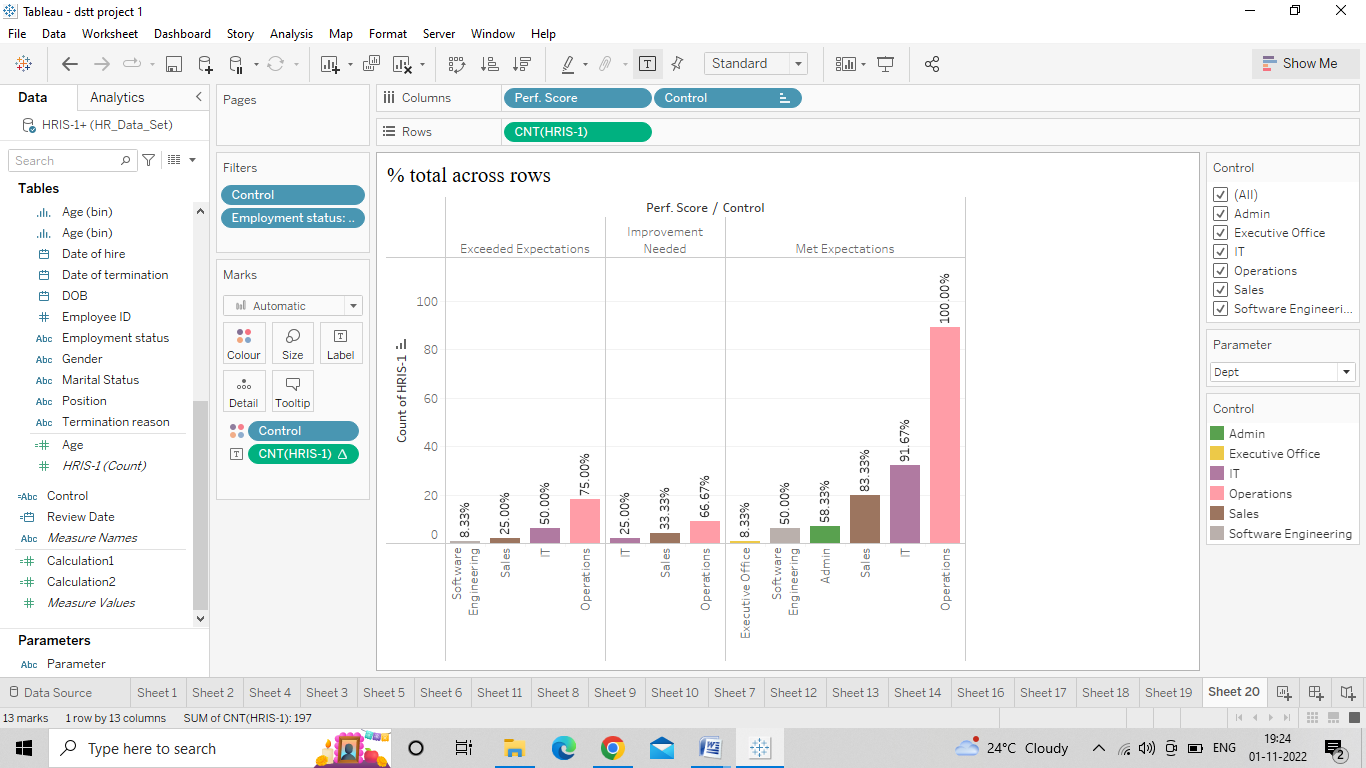 Tableau - dstt project 1
File Data Worksheet Dashboard Story Analysis Map Format Server Window Help
Standard
Show Me
Data Analytics
HRIS-1+ (HR_Data_Set)
Search
Tables
Age (bin)
Age (bin)
Date of hire
Date of termination
DOB
Employee ID
Abc Employment status
Abc Gender
Abc Marital Status
Abc Position
Abc Termination reason
Age
HRIS-1 (Count)
=Abc Control
Review Date
Abc Measure Names
Calculation1
Calculation2
Measure Values
Parameters
Abc Parameter
Pages
Filters
Control
Employment status: ..
Marks
Automatic
Colour Size Label
Detail Tooltip
Control
CNT(HRIS-1) Δ
Columns Perf. Score Control
Rows CNT(HRIS-1)
% total across rows
Perf. Score / Control
Exceeded Expectations
Improvement
Needed
Met Expectations
Count of HRIS-1
100
80
60
40
20
0
8.33%
25.00%
50.00%
75.00%
25.00%
33.33%
66.67%
8.33%
50.00%
58.33%
83.33%
91.67%
100.00%
Software
Engineering
Sales
IT
Operations
IT
Sales
Operations
Executive Office
Software
Engineering
Admin
Sales
IT
Operations
Control
(All)
Admin
Executive Office
IT
Operations
Sales
Software Engineeri...
Parameter
Dept
Control
Admin
Executive Office
IT
Operations
Sales
Software Engineering
Data Source Sheet 1 Sheet 2 Sheet 4 Sheet 3 Sheet 5 Sheet 6 Sheet 11 Sheet 8 Sheet 9 Sheet 10 Sheet 7 Sheet 12 Sheet 13 Sheet 14 Sheet 16 Sheet 17 Sheet 18 Sheet 19 Sheet 20
13 marks 1 row by 13 columns SUM of CNT(HRIS-1): 197
Type here to search
24°C Cloudy
ENG
19:24
01-11-2022
2